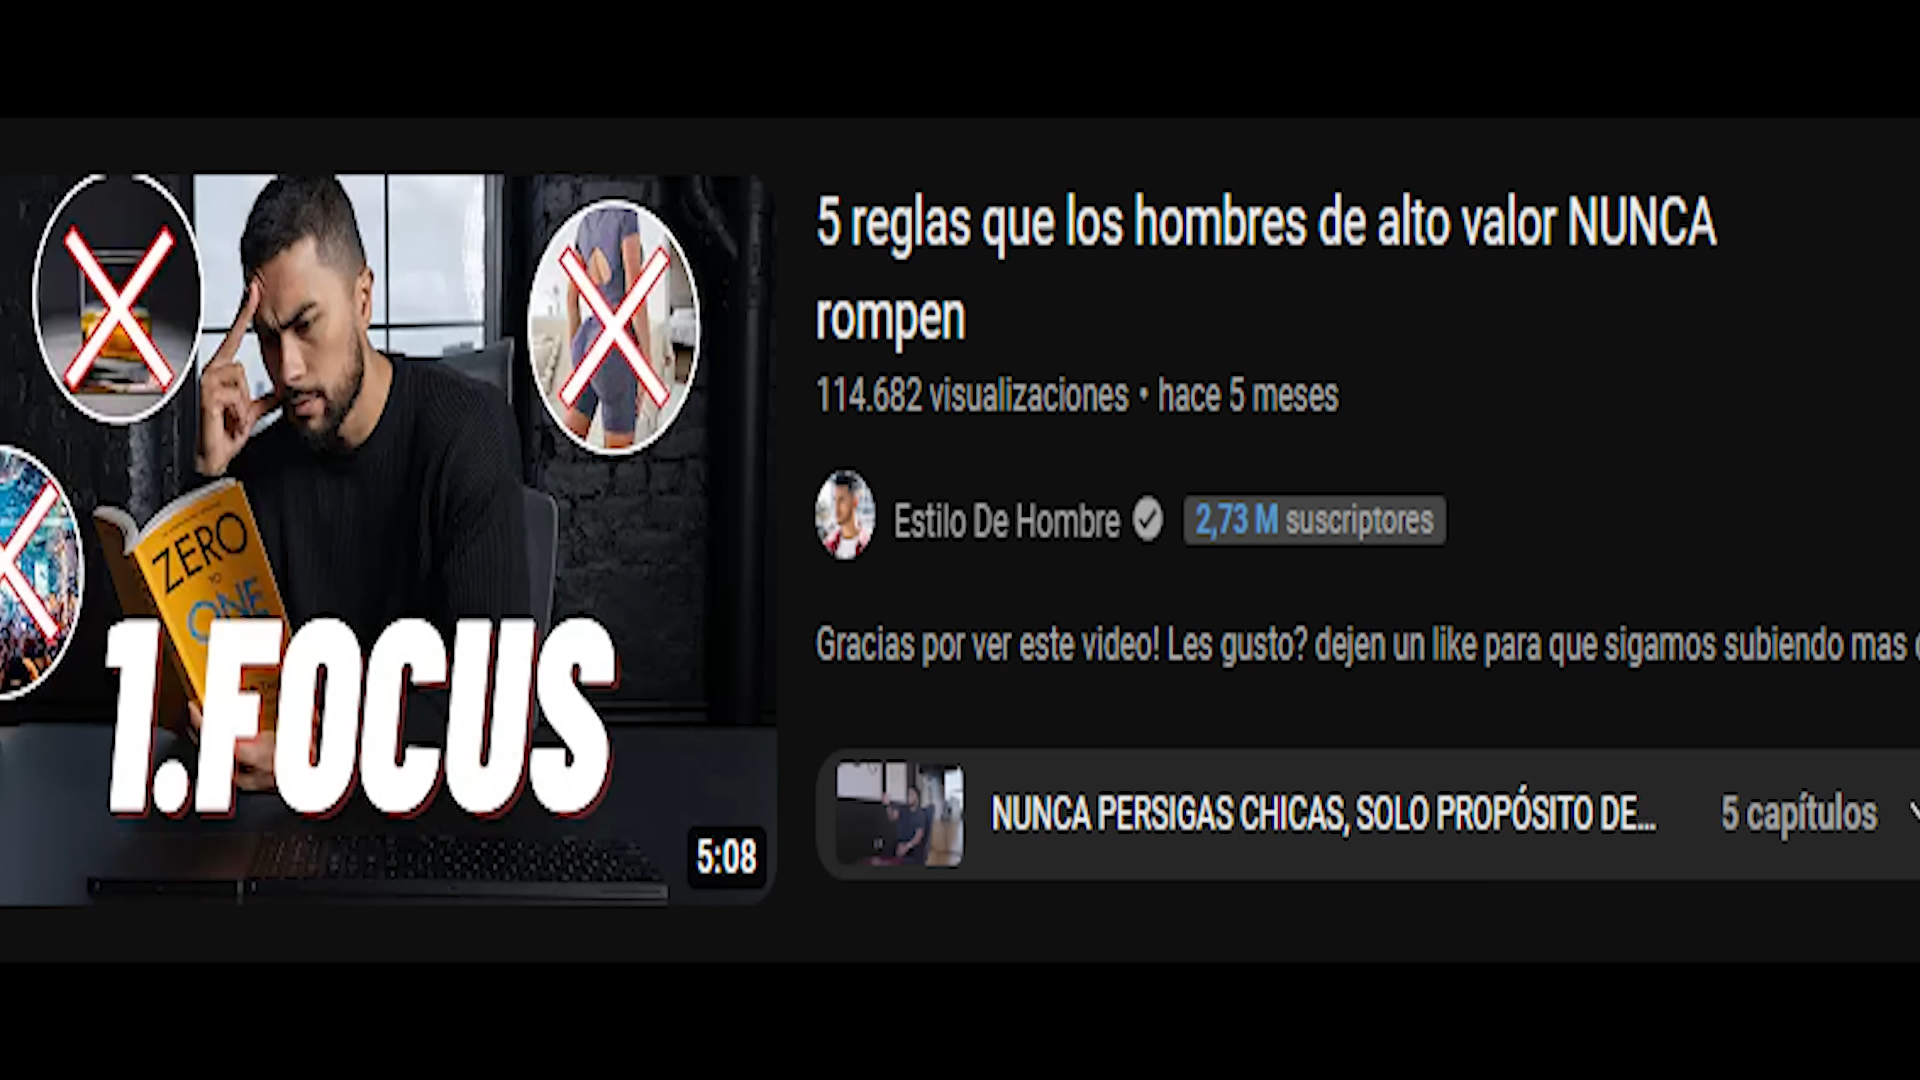 ZERO
TO
ONE
1.FOCUS
5:08
5 reglas que los hombres de alto valor NUNCA
rompen
114.682 visualizaciones • hace 5 meses
Estilo De Hombre
2,73 M suscriptores
Gracias por ver este video! Les gusto? dejen un like para que sigamos subiendo mas
NUNCA PERSIGAS CHICAS, SOLO PROPÓSITO DE...
5 capítulos